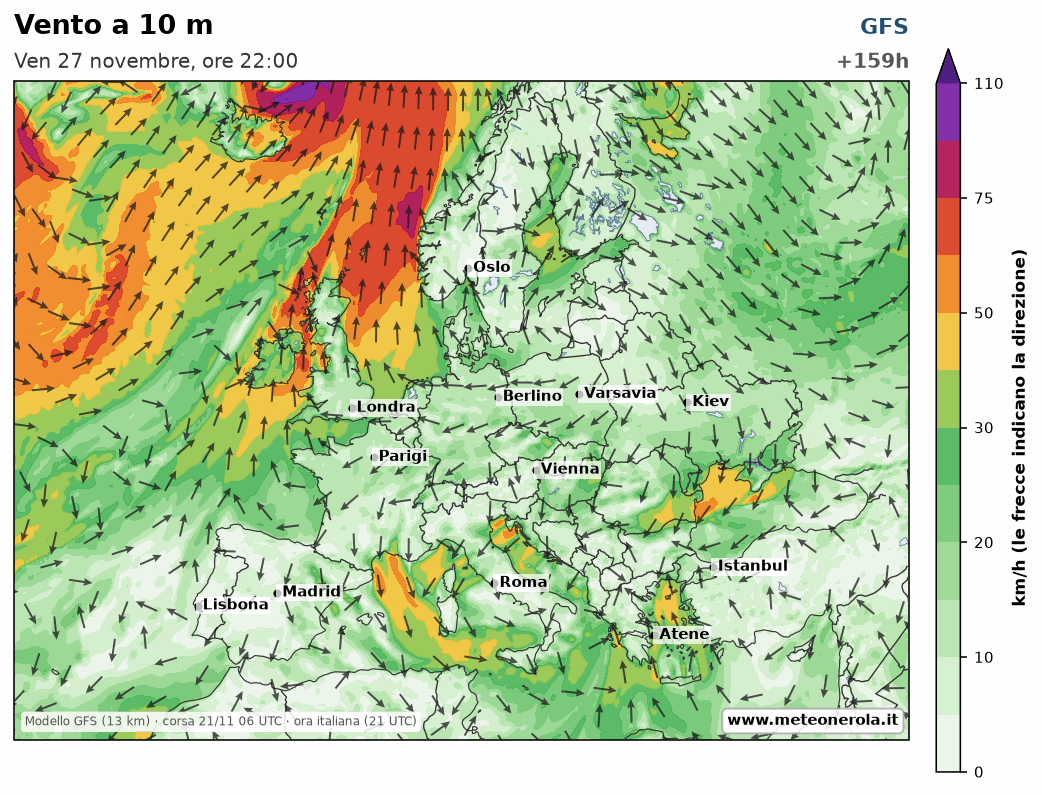 Vento a 10 m
GFS
Ven 27 novembre, ore 22:00
+159h
110
75
50
30
20
10
0
km/h (le frecce indicano la direzione)
Oslo
Londra
Berlino
Varsavia
Kiev
Parigi
Vienna
Istanbul
Roma
Madrid
Lisbona
Atene
Modello GFS (13 km) · corsa 21/11 06 UTC · ora italiana (21 UTC)
www.meteonerola.it